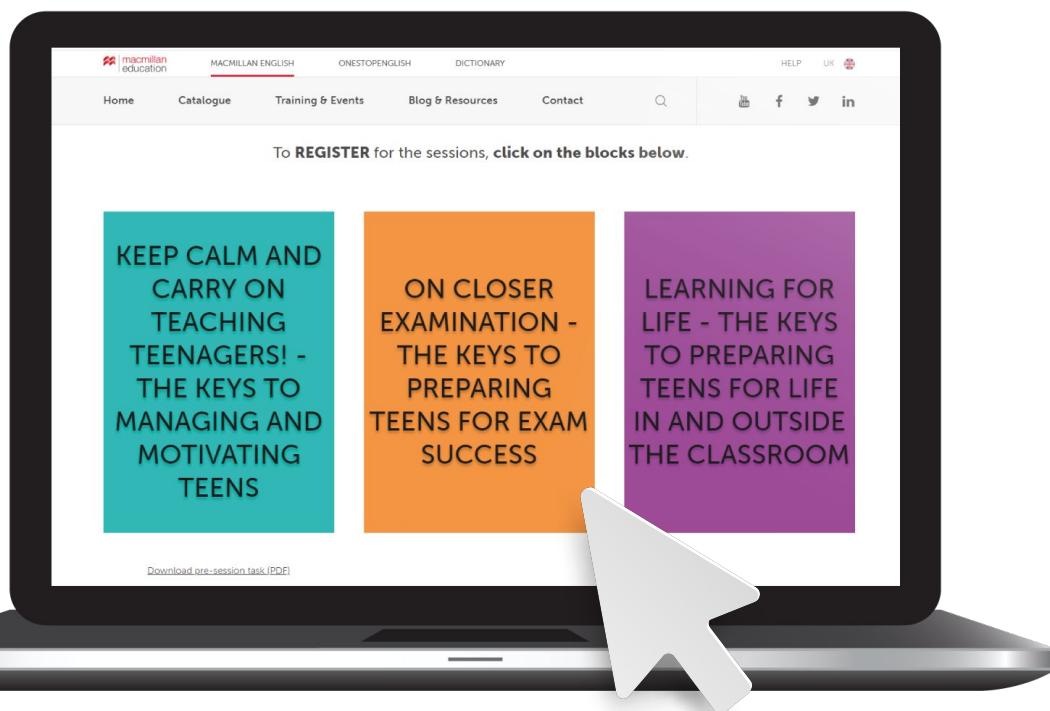 macmillan
education
MACMILLAN ENGLISH
ONESTOPENGLISH
DICTIONARY
HELP
UK
Home
Catalogue
Training & Events
Blog & Resources
Contact
You
Tube
f
in
To REGISTER for the sessions, click on the blocks below.
KEEP CALM AND
CARRY ON
TEACHING
TEENAGERS! -
THE KEYS TO
MANAGING AND
MOTIVATING
TEENS
ON CLOSER
EXAMINATION -
THE KEYS TO
PREPARING
TEENS FOR EXAM
SUCCESS
LEARNING FOR
LIFE - THE KEYS
TO PREPARING
TEENS FOR LIFE
IN AND OUTSIDE
THE CLASSROOM
Download pre-session task (PDF)